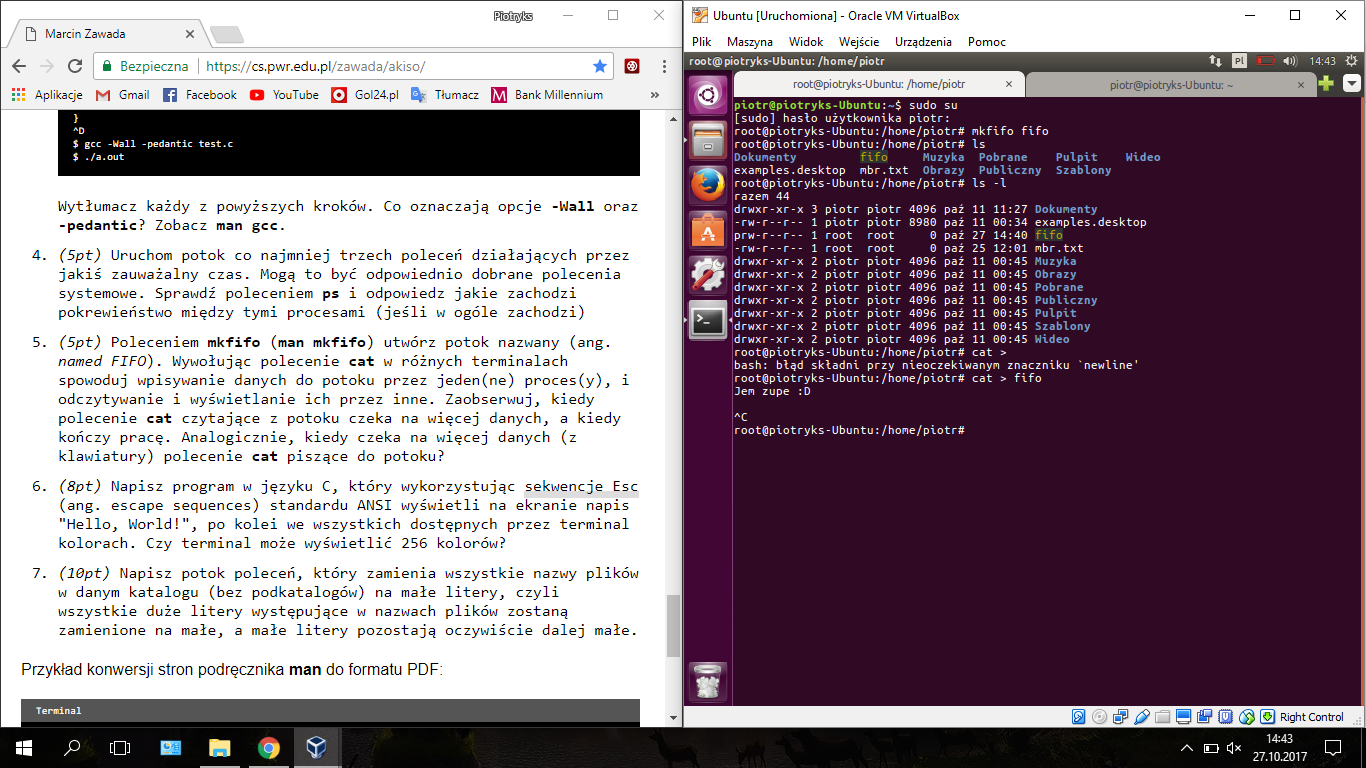 Piotryks
Marcin Zawada
Bezpieczna | https://cs.pwr.edu.pl/zawada/akiso/
Aplikacje Gmail Facebook YouTube Gol24.pl Tłumacz Bank Millennium »
}
^D
$ gcc -Wall -pedantic test.c
$ ./a.out
Wytłumacz każdy z powyższych kroków. Co oznaczają opcje -Wall oraz
-pedantic? Zobacz man gcc.
4. (5pt) Uruchom potok co najmniej trzech poleceń działających przez
jakiś zauważalny czas. Mogą to być odpowiednio dobrane polecenia
systemowe. Sprawdź poleceniem ps i odpowiedz jakie zachodzi
pokrewieństwo między tymi procesami (jeśli w ogóle zachodzi)
5. (5pt) Poleceniem mkfifo (man mkfifo) utwórz potok nazwany (ang.
named FIFO). Wywołując polecenie cat w różnych terminalach
spowoduj wpisywanie danych do potoku przez jeden(ne) proces(y), i
odczytywanie i wyświetlanie ich przez inne. Zaobserwuj, kiedy
polecenie cat czytające z potoku czeka na więcej danych, a kiedy
kończy pracę. Analogicznie, kiedy czeka na więcej danych (z
klawiatury) polecenie cat piszące do potoku?
6. (8pt) Napisz program w języku C, który wykorzystując sekwencje Esc
(ang. escape sequences) standardu ANSI wyświetli na ekranie napis
"Hello, World!", po kolei we wszystkich dostępnych przez terminal
kolorach. Czy terminal może wyświetlić 256 kolorów?
7. (10pt) Napisz potok poleceń, który zamienia wszystkie nazwy plików
w danym katalogu (bez podkatalogów) na małe litery, czyli
wszystkie duże litery występujące w nazwach plików zostaną
zamienione na małe, a małe litery pozostają oczywiście dalej małe.
Przykład konwersji stron podręcznika man do formatu PDF:
Terminal
Ubuntu [Uruchomiona] - Oracle VM VirtualBox
Plik Maszyna Widok Wejście Urządzenia Pomoc
root@piotryks-Ubuntu: /home/piotr Pl 14:43
root@piotryks-Ubuntu: /home/piotr × piotr@piotryks-Ubuntu: ~ ×
piotr@piotryks-Ubuntu:~$ sudo su
[sudo] hasło użytkownika piotr:
root@piotryks-Ubuntu:/home/piotr# mkfifo fifo
root@piotryks-Ubuntu:/home/piotr# ls
Dokumenty fifo Muzyka Pobrane Pulpit Wideo
examples.desktop mbr.txt Obrazy Publiczny Szablony
root@piotryks-Ubuntu:/home/piotr# ls -l
razem 44
drwxr-xr-x 3 piotr piotr 4096 paź 11 11:27 Dokumenty
-rw-r--r-- 1 piotr piotr 8980 paź 11 00:34 examples.desktop
prw-r--r-- 1 root root 0 paź 27 14:40 fifo
-rw-r--r-- 1 root root 0 paź 25 12:01 mbr.txt
drwxr-xr-x 2 piotr piotr 4096 paź 11 00:45 Muzyka
drwxr-xr-x 2 piotr piotr 4096 paź 11 00:45 Obrazy
drwxr-xr-x 2 piotr piotr 4096 paź 11 00:45 Pobrane
drwxr-xr-x 2 piotr piotr 4096 paź 11 00:45 Publiczny
drwxr-xr-x 2 piotr piotr 4096 paź 11 00:45 Pulpit
drwxr-xr-x 2 piotr piotr 4096 paź 11 00:45 Szablony
drwxr-xr-x 2 piotr piotr 4096 paź 11 00:45 Wideo
root@piotryks-Ubuntu:/home/piotr# cat >
bash: błąd składni przy nieoczekiwanym znaczniku `newline'
root@piotryks-Ubuntu:/home/piotr# cat > fifo
Jem zupe :D
^C
root@piotryks-Ubuntu:/home/piotr#
Right Control
14:43
27.10.2017